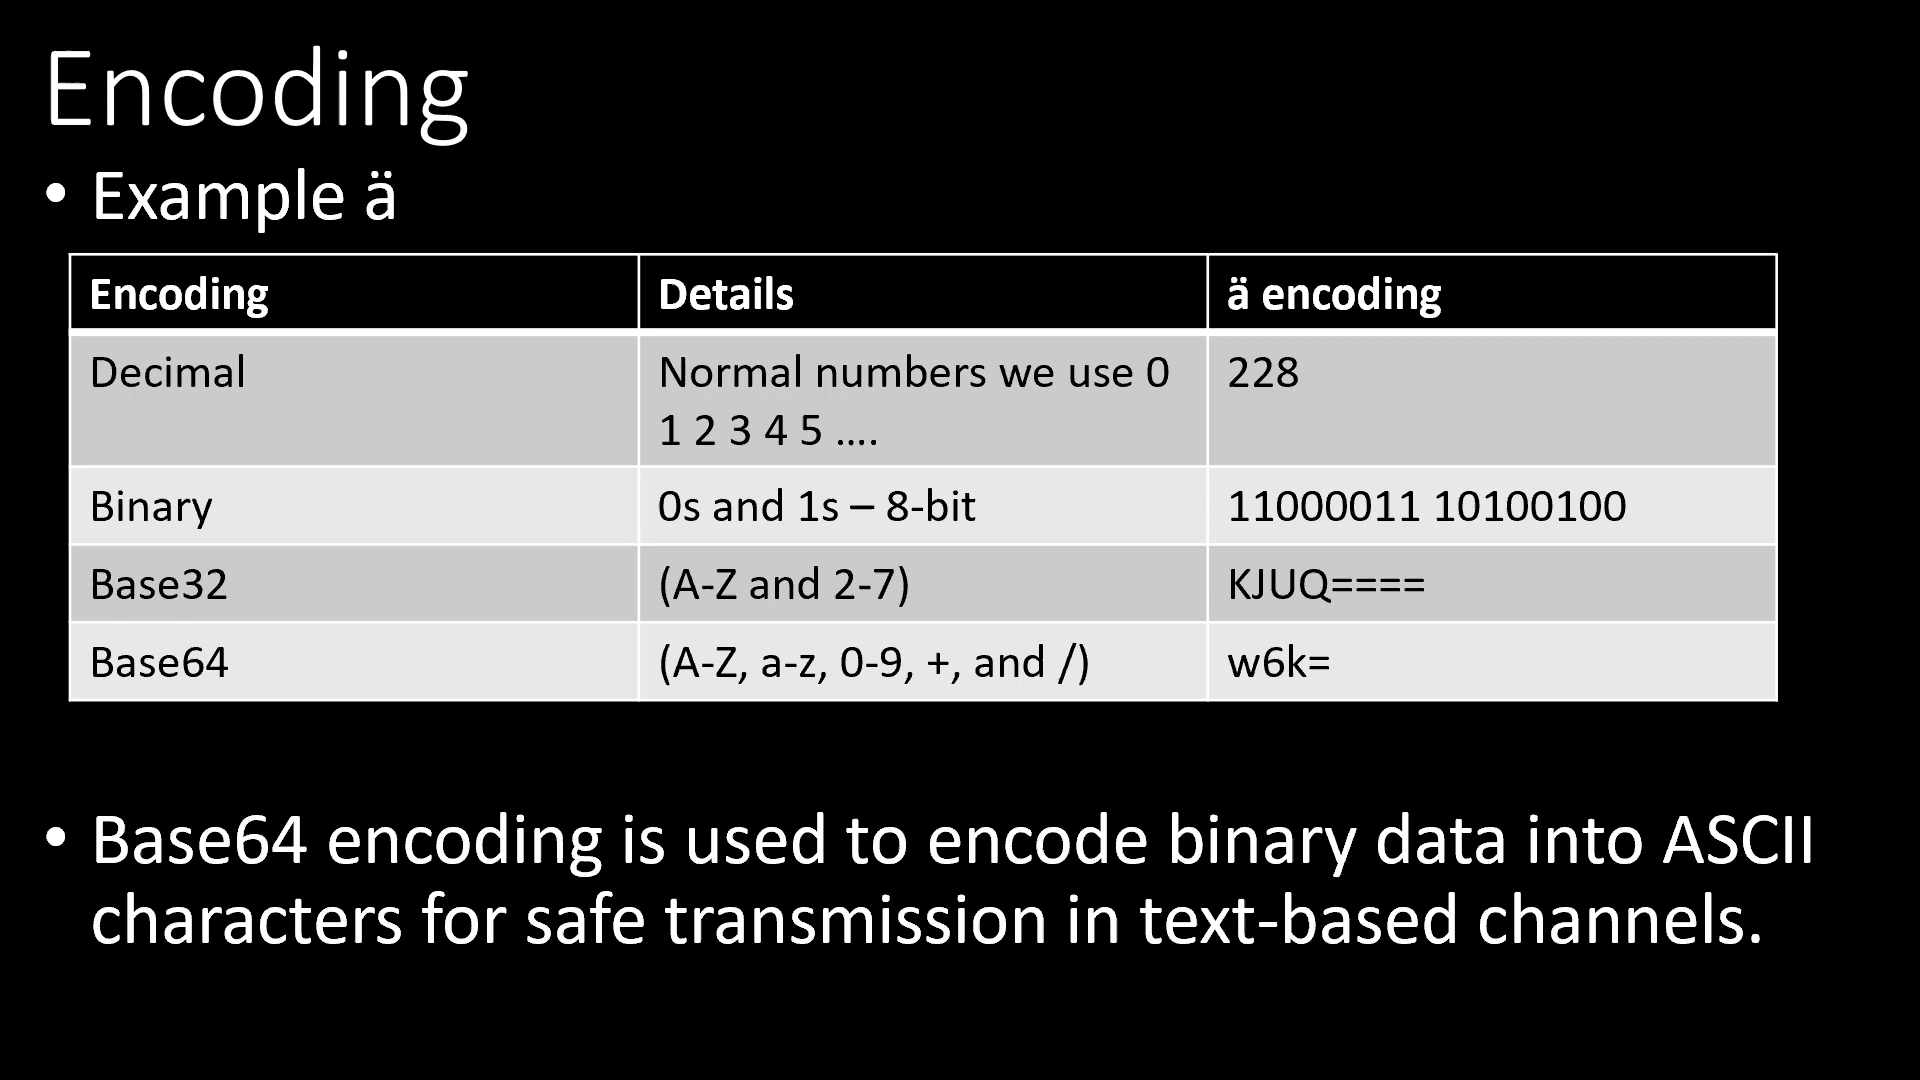 Encoding
• Example ä
Encoding Details ä encoding
Decimal Normal numbers we use 0 228
1 2 3 4 5 ....
Binary 0s and 1s – 8-bit 11000011 10100100
Base32 (A-Z and 2-7) KJUQ====
Base64 (A-Z, a-z, 0-9, +, and /) w6k=
• Base64 encoding is used to encode binary data into ASCII
characters for safe transmission in text-based channels.